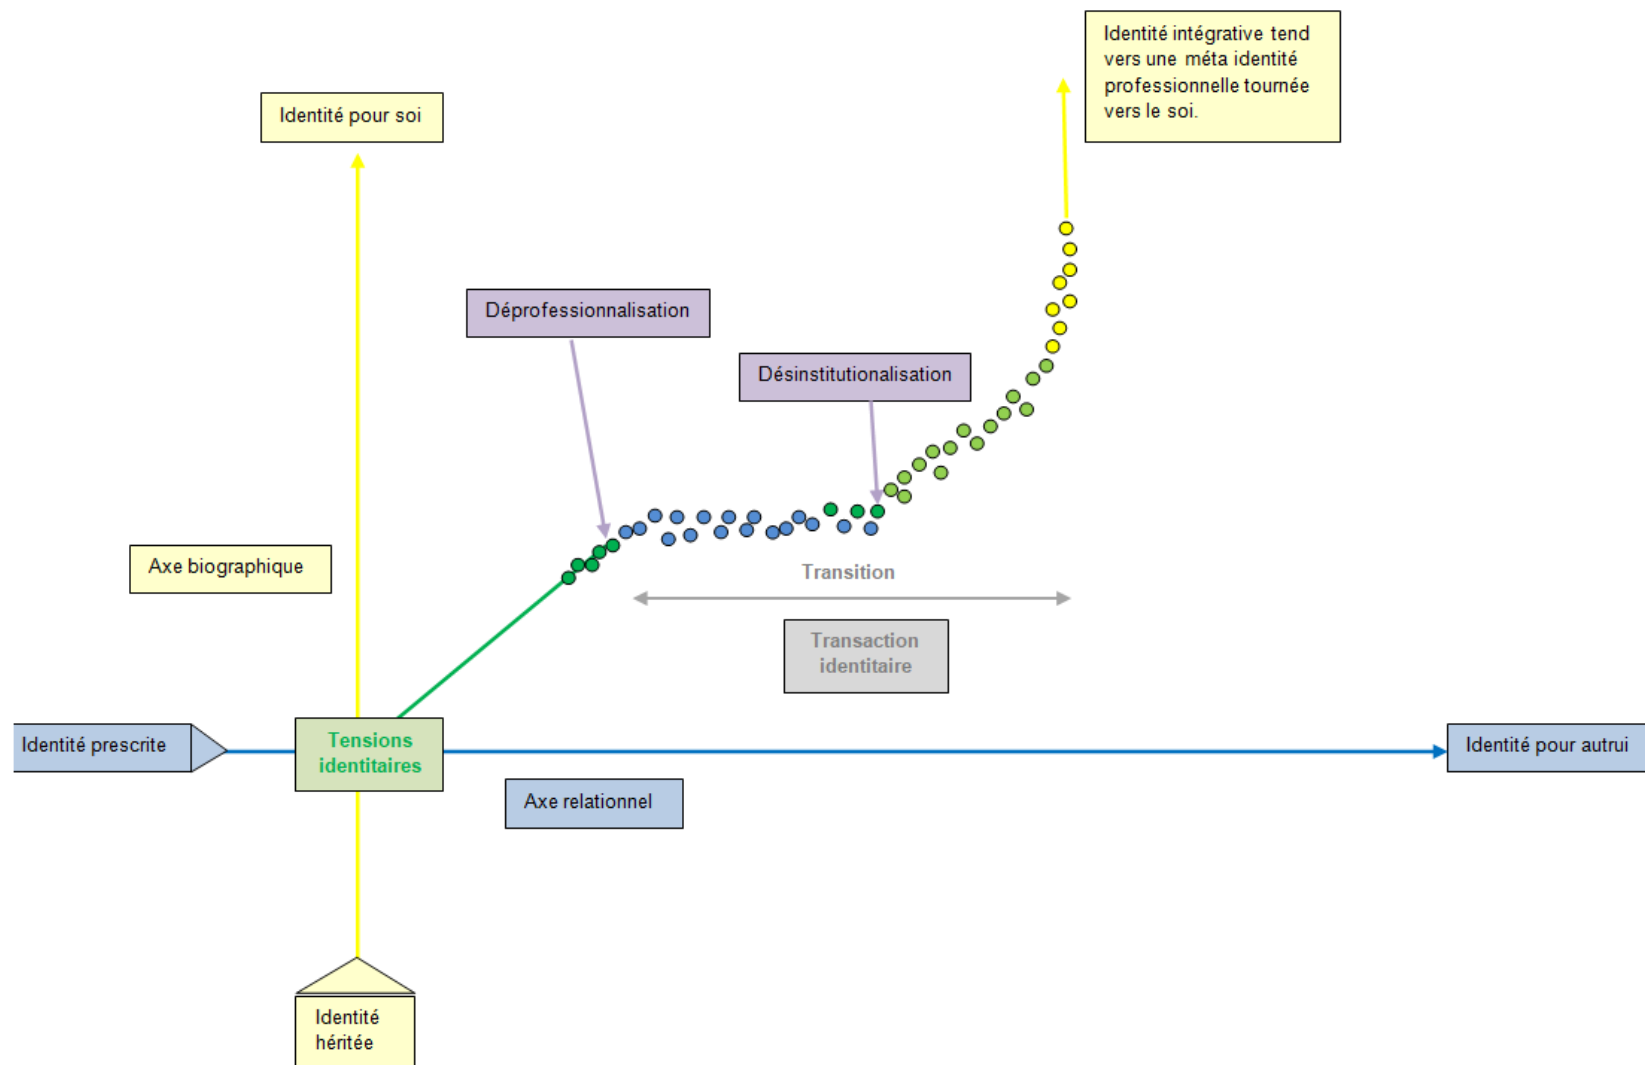 Identité intégrative tend
vers une méta identité
professionnelle tournée
vers le soi.
Identité pour soi
Déprofessionnalisation
Désinstitutionalisation
Axe biographique
Transition
Transaction
identitaire
Identité prescrite
Tensions
identitaires
Identité pour autrui
Axe relationnel
Identité
héritée